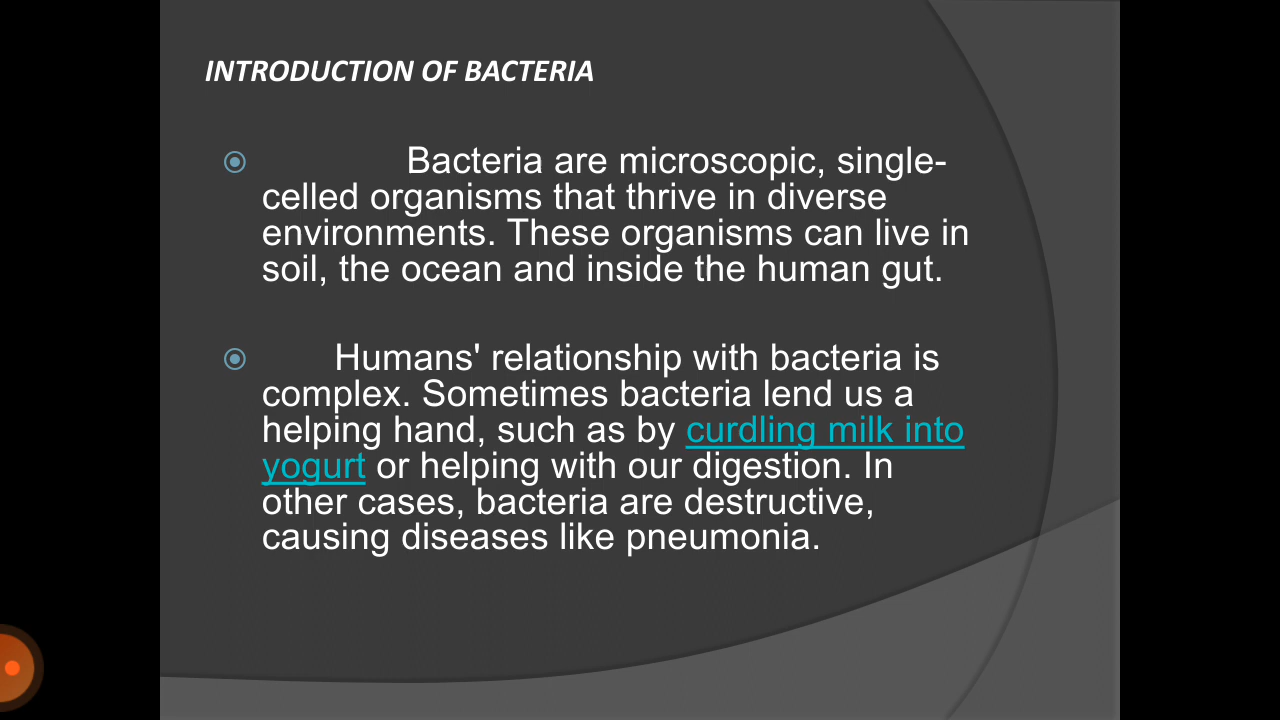 INTRODUCTION OF BACTERIA
Bacteria are microscopic, single-
celled organisms that thrive in diverse
environments. These organisms can live in
soil, the ocean and inside the human gut.
Humans' relationship with bacteria is
complex. Sometimes bacteria lend us a
helping hand, such as by curdling milk into
yogurt or helping with our digestion. In
other cases, bacteria are destructive,
causing diseases like pneumonia.